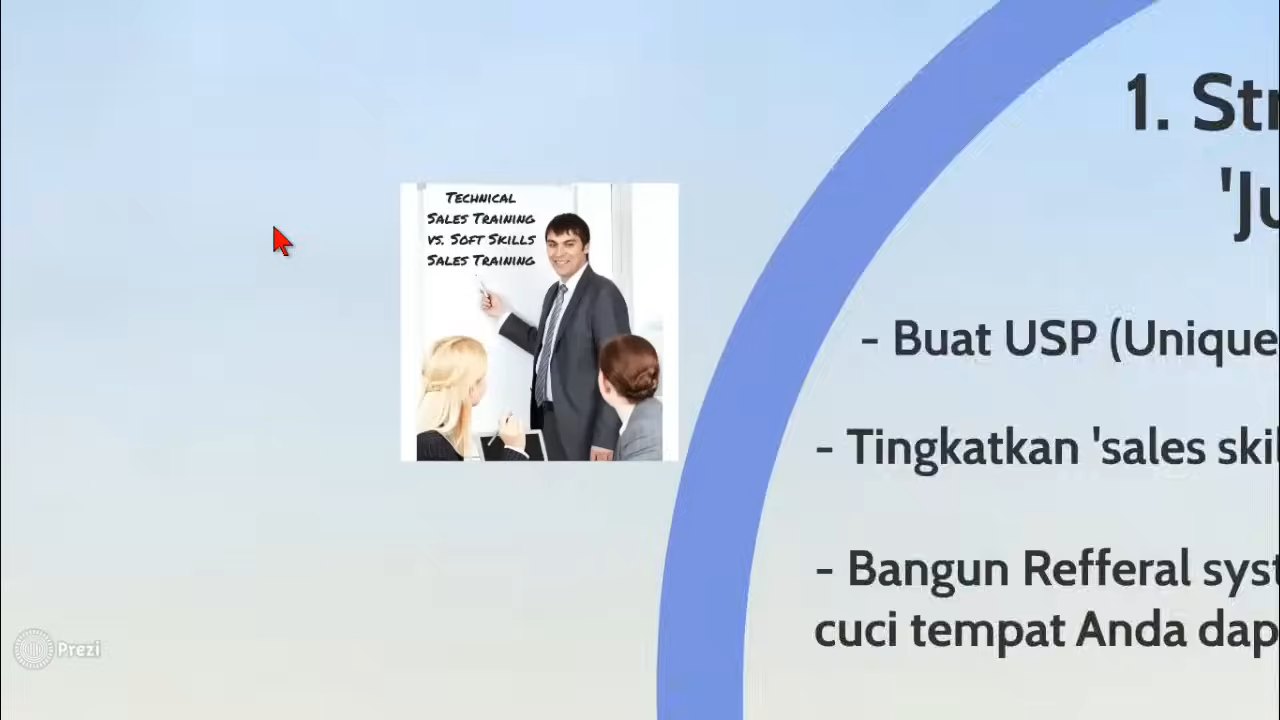 TECHNICAL
SALES TRAINING
VS. SOFT SKILLS
SALES TRAINING
1. St
'Ju
- Buat USP (Unique
- Tingkatkan 'sales ski
- Bangun Refferal syst
cuci tempat Anda dap
Prezi